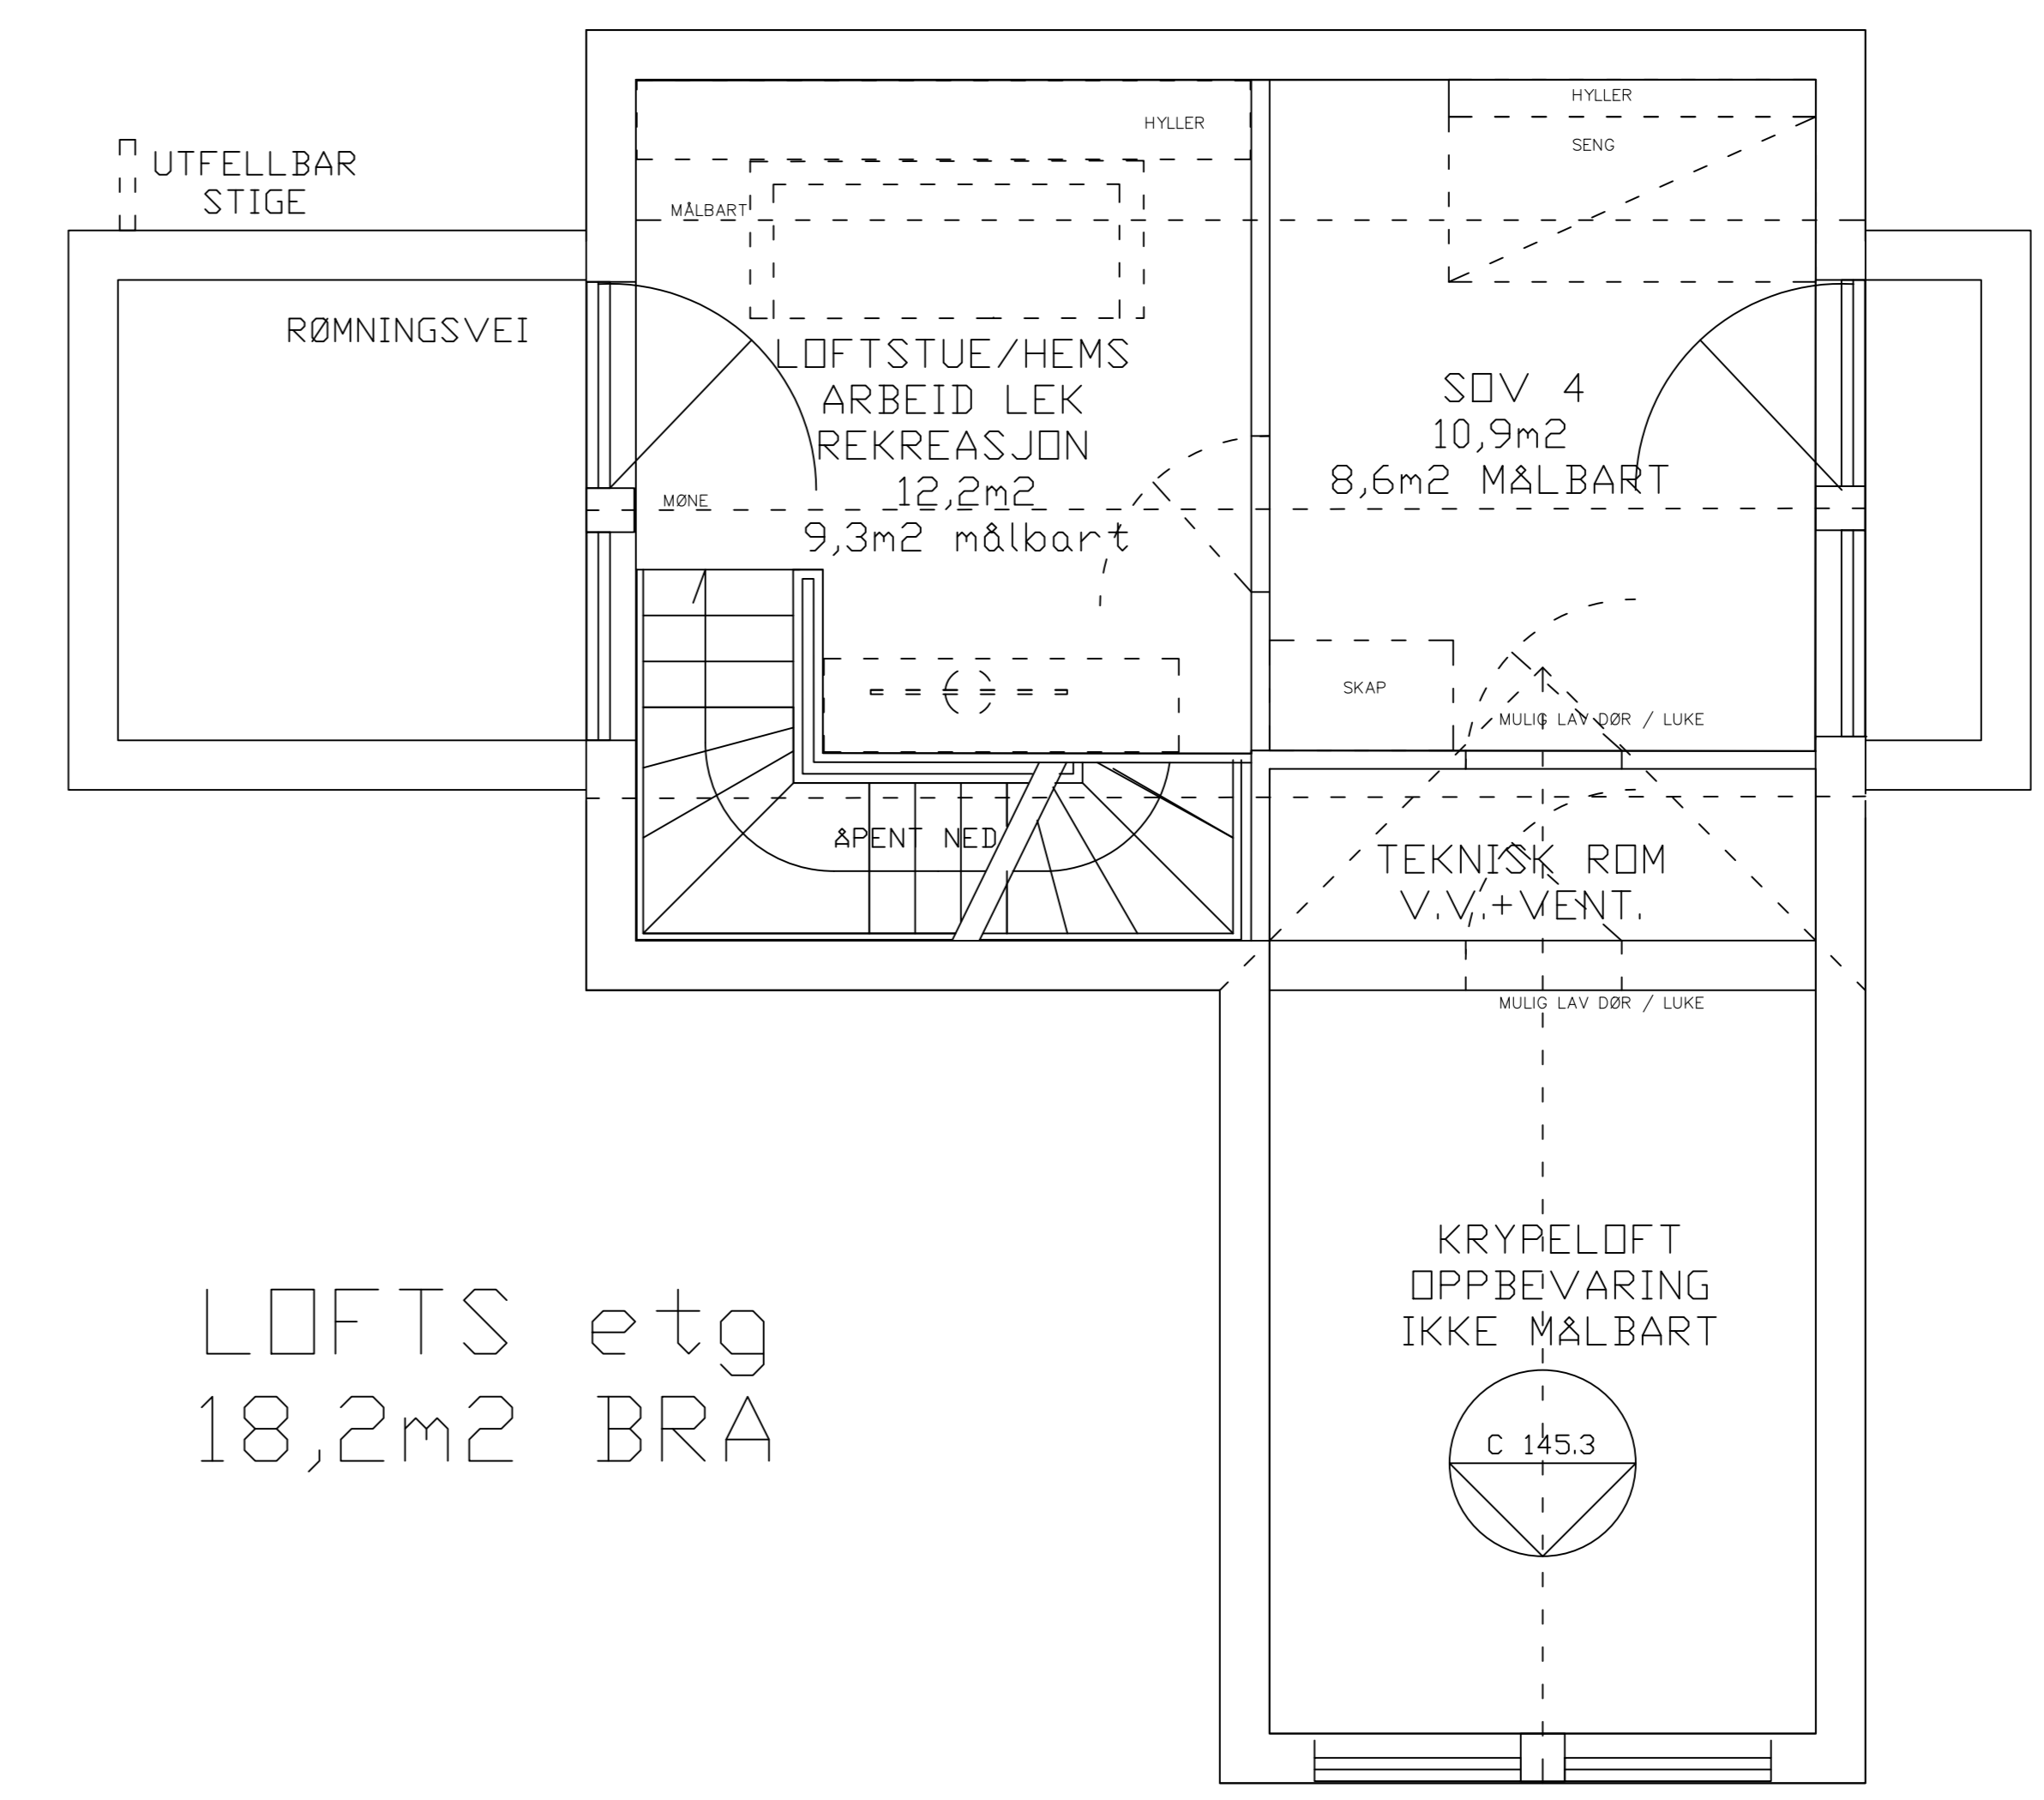 HYLLER
HYLLER
SENG
UTFELLBAR
STIGE
MÅLBART
RØMNINGSVEI
LOFTSTUE/HEMS
ARBEID LEK
REKREASJON
12,2m2
9,3m2 målbart
SOV 4
10,9m2
8,6m2 MÅLBART
MØNE
SKAP
MULIG LAV DØR / LUKE
ÅPENT NED
TEKNISK ROM
V.V.+VENT.
MULIG LAV DØR / LUKE
KRYPELOFT
OPPBEVARING
IKKE MÅLBART
C 145.3
LOFTS etg
18,2m2 BRA